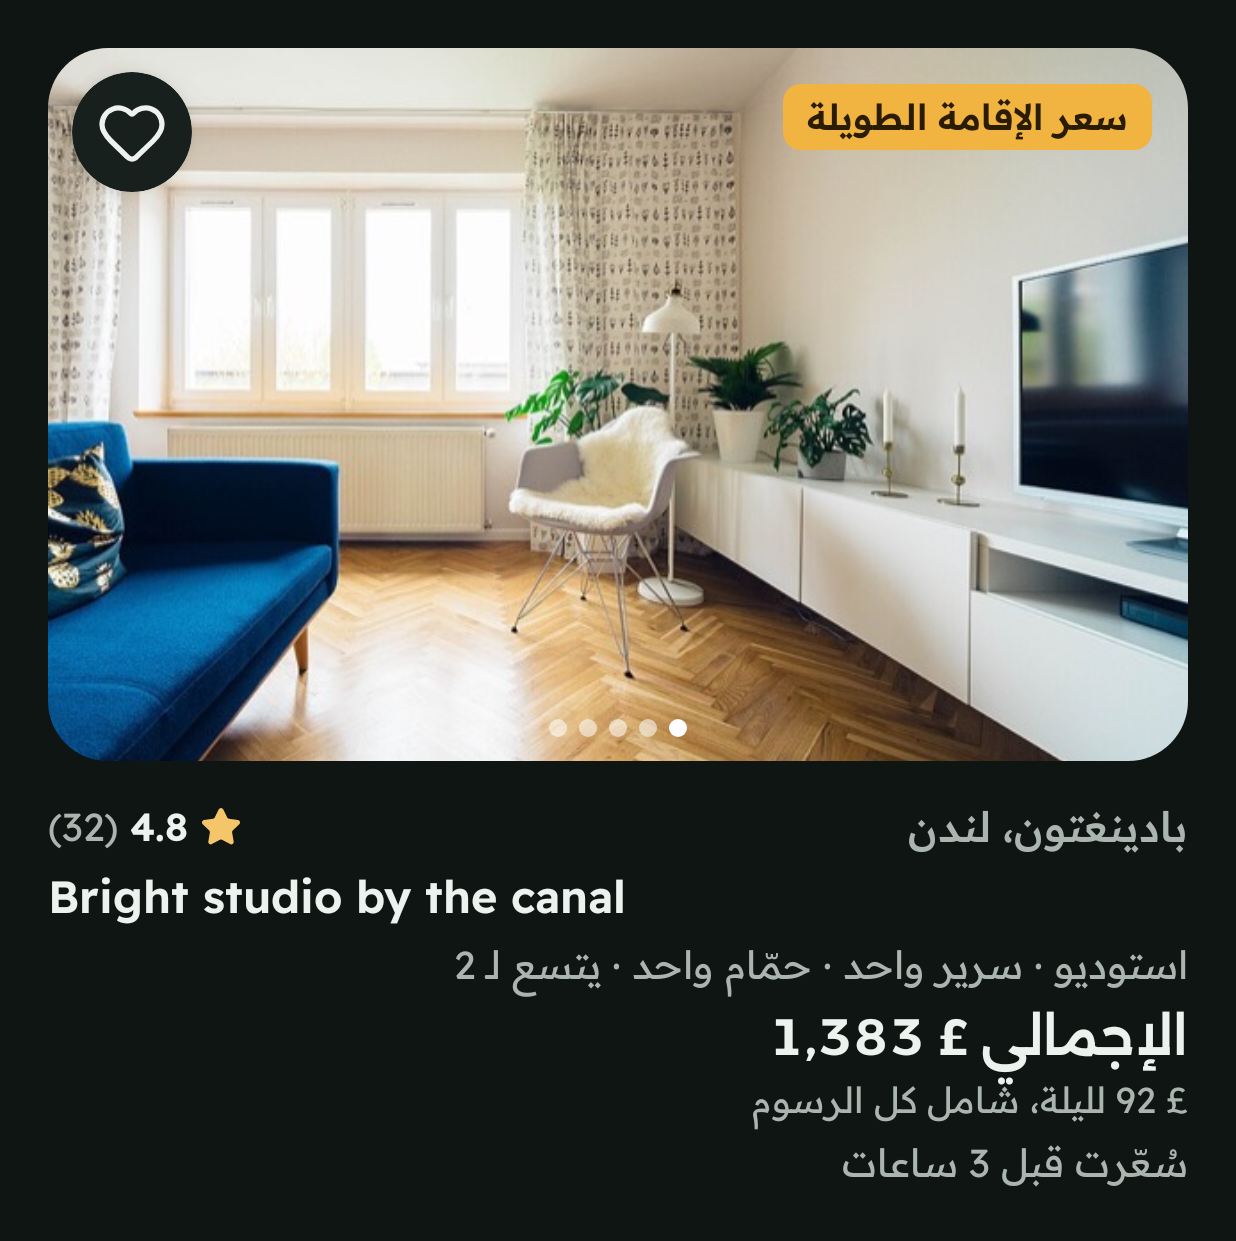 سعر الإقامة الطويلة
بادينغتون، لندن
4.8 (32)
Bright studio by the canal
استوديو · سرير واحد · حمّام واحد · يتسع لـ 2
الإجمالي £ 1,383
£ 92 لليلة، شامل كل الرسوم
سُعّرت قبل 3 ساعات